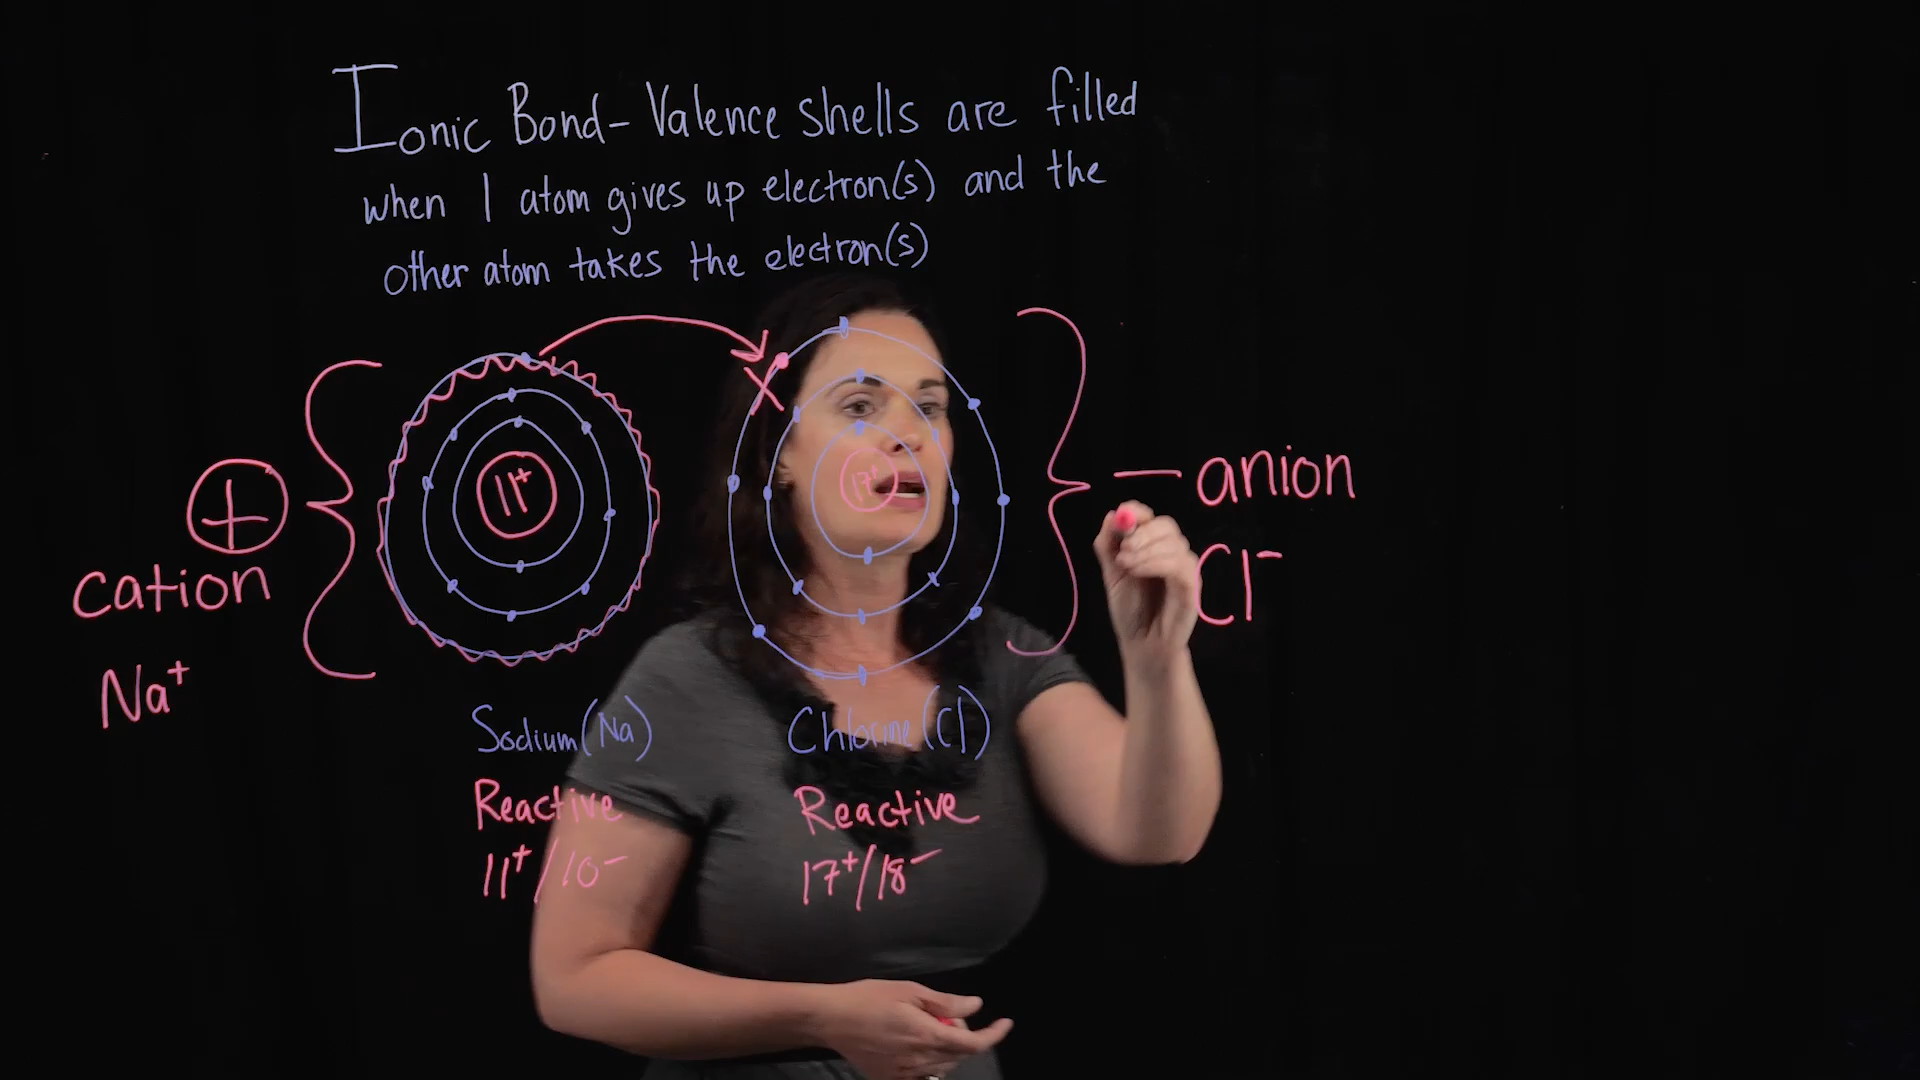 Ionic Bond - Valence shells are filled
when 1 atom gives up electron(s) and the
other atom takes the electron(s)
11+
17+
+
cation
Na+
— anion
Cl-
Sodium (Na)
Reactive
11+/10-
Chlorine (Cl)
Reactive
17+/18-